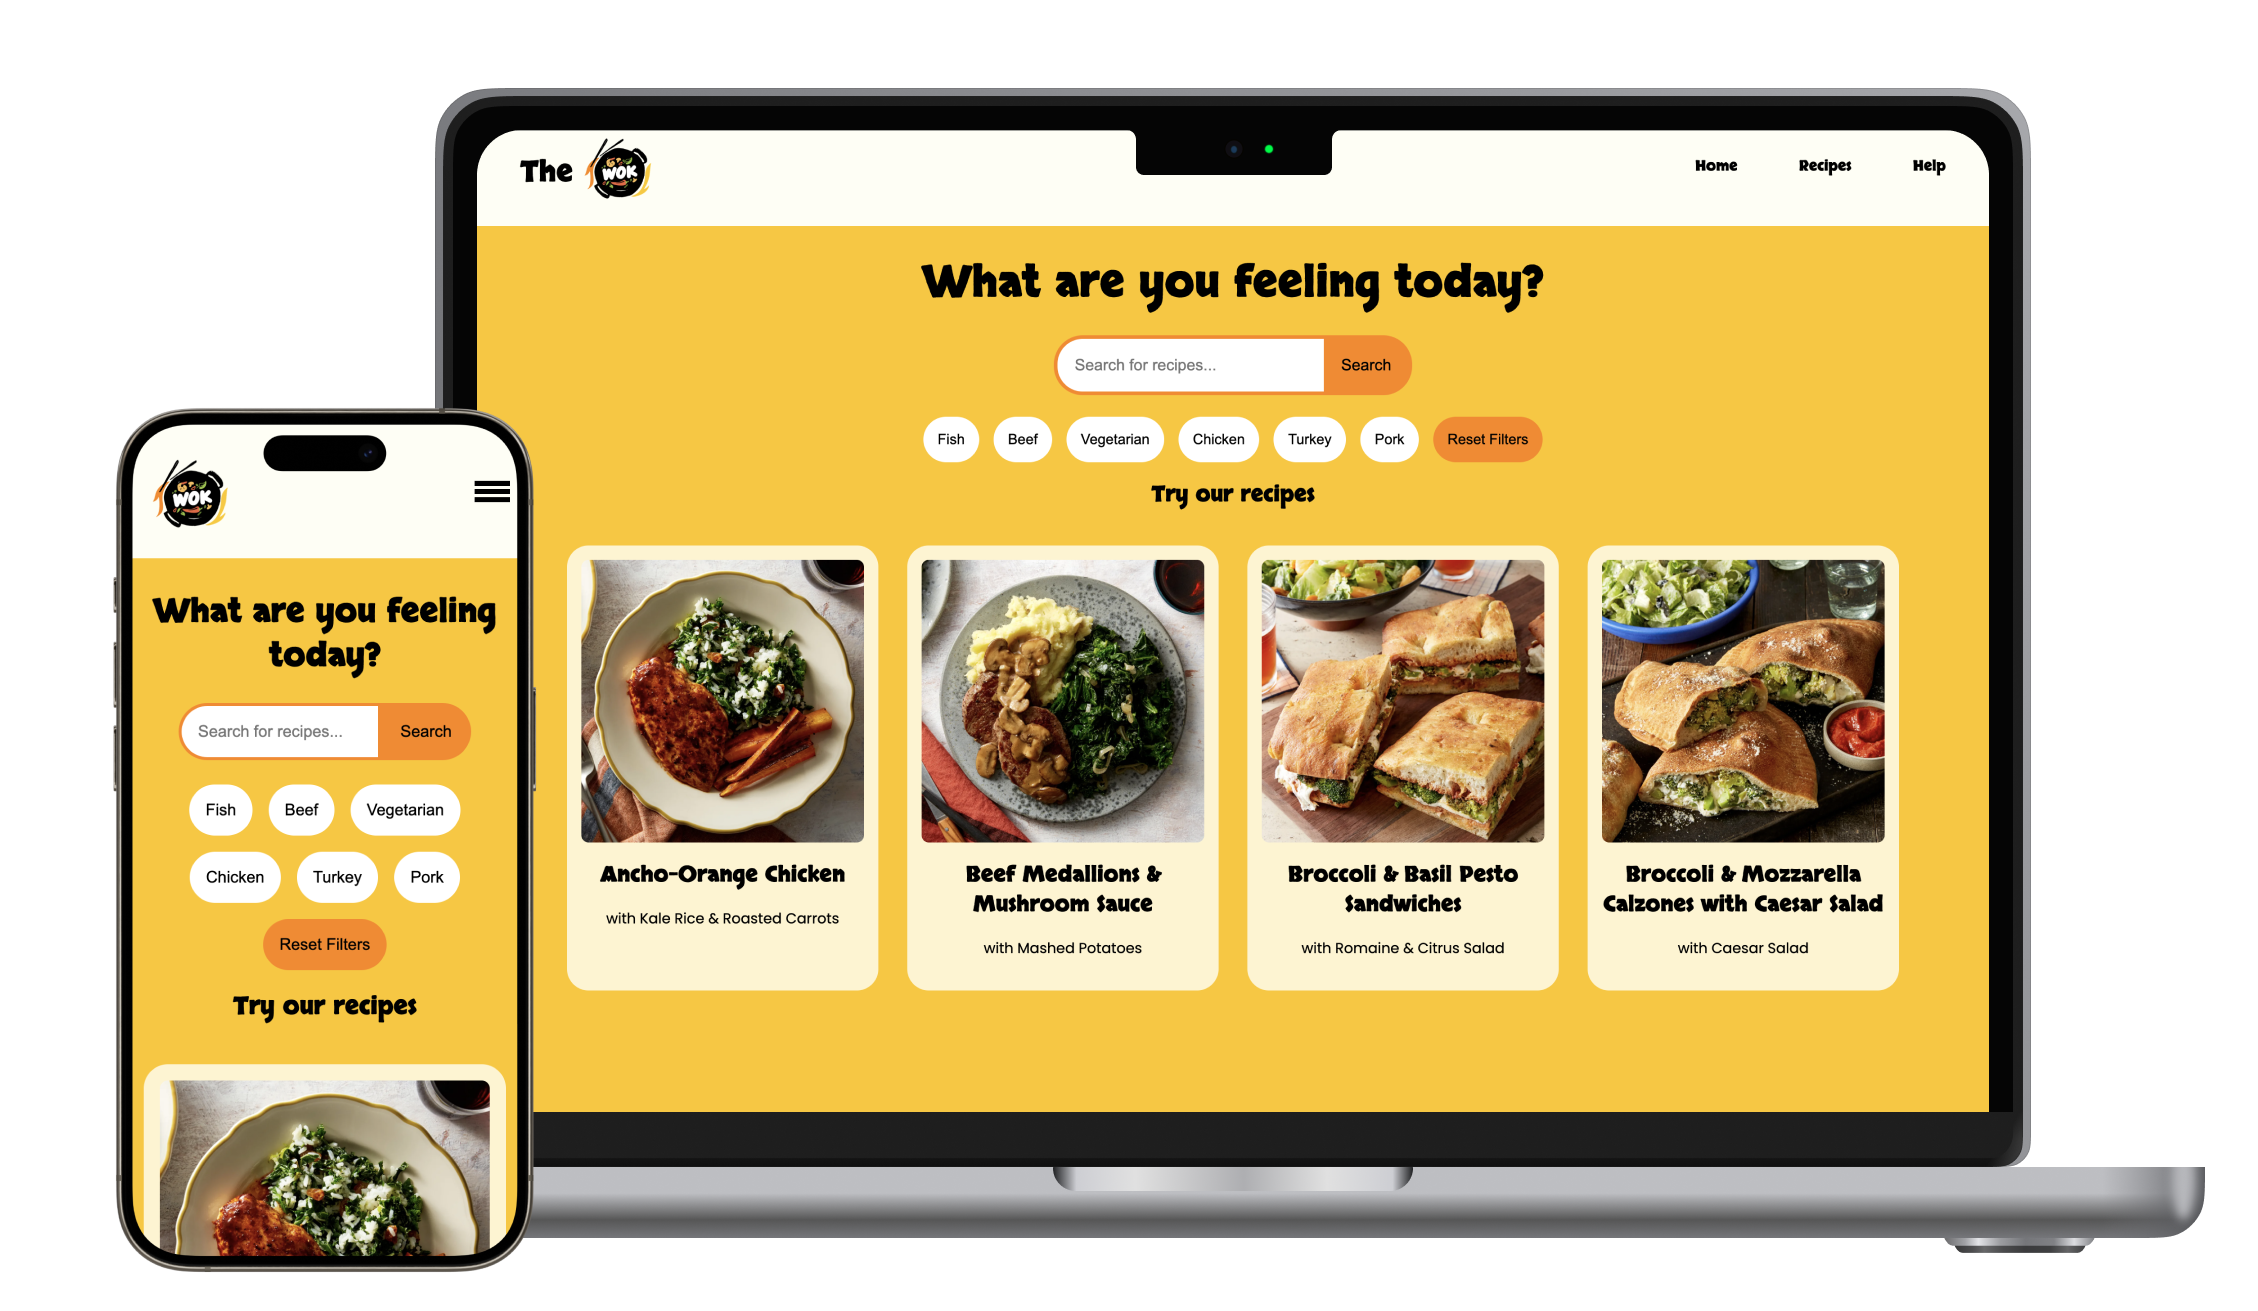 The WOK
Home Recipes Help
What are you feeling today?
Search for recipes... Search
Fish Beef Vegetarian Chicken Turkey Pork Reset Filters
Try our recipes
Ancho-Orange Chicken
with Kale Rice & Roasted Carrots
Beef Medallions &
Mushroom Sauce
with Mashed Potatoes
Broccoli & Basil Pesto
Sandwiches
with Romaine & Citrus Salad
Broccoli & Mozzarella
Calzones with Caesar Salad
with Caesar Salad
WOK
What are you feeling
today?
Search for recipes... Search
Fish Beef Vegetarian
Chicken Turkey Pork
Reset Filters
Try our recipes